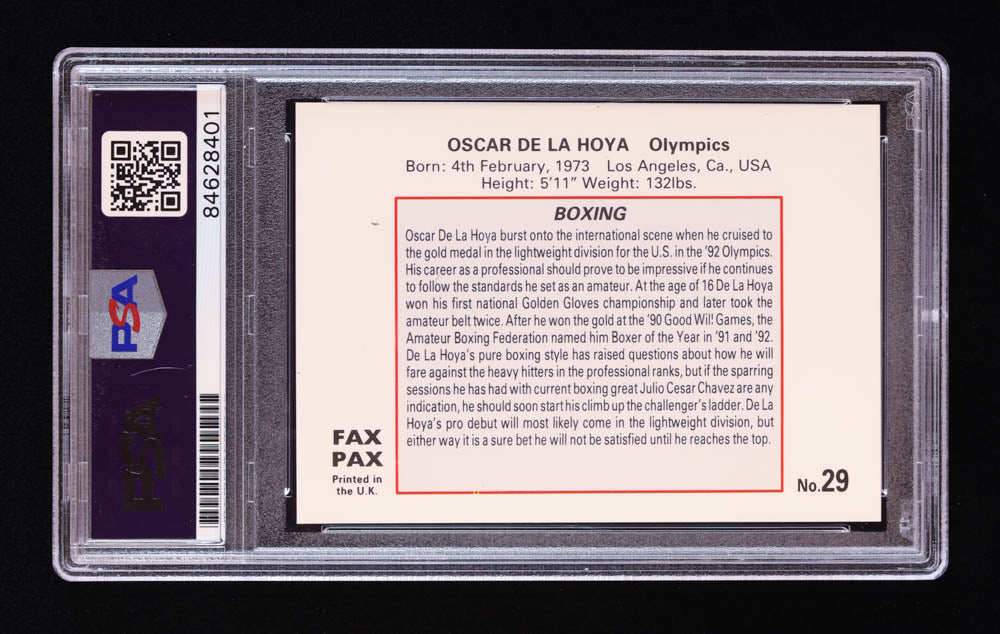 OSCAR DE LA HOYA Olympics
Born: 4th February, 1973 Los Angeles, Ca., USA
Height: 5'11" Weight: 132lbs.
BOXING
Oscar De La Hoya burst onto the international scene when he cruised to
the gold medal in the lightweight division for the U.S. in the '92 Olympics.
His career as a professional should prove to be impressive if he continues
to follow the standards he set as an amateur. At the age of 16 De La Hoya
won his first national Golden Gloves championship and later took the
amateur belt twice. After he won the gold at the '90 Good Will Games, the
Amateur Boxing Federation named him Boxer of the Year in '91 and '92.
De La Hoya's pure boxing style has raised questions about how he will
fare against the heavy hitters in the professional ranks, but if the sparring
sessions he has had with current boxing great Julio Cesar Chavez are any
indication, he should soon start his climb up the challenger's ladder. De La
Hoya's pro debut will most likely come in the lightweight division, but
either way it is a sure bet he will not be satisfied until he reaches the top.
FAX
PAX
Printed in
the U.K.
No.29
84628401
PSA
PSA